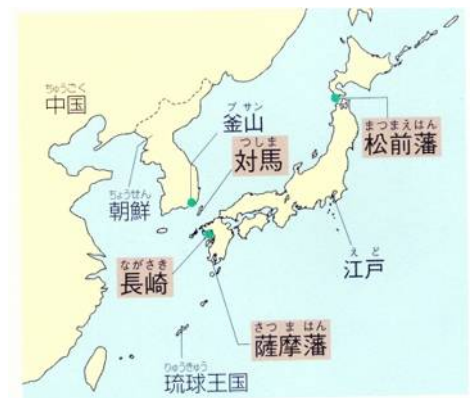 ちゅうごく
中国
プサン
釜山
つしま
対馬
まつまえはん
松前藩
ちょうせん
朝鮮
ながさき
長崎
えど
江戸
さつまはん
薩摩藩
りゅうきゅう
琉球王国